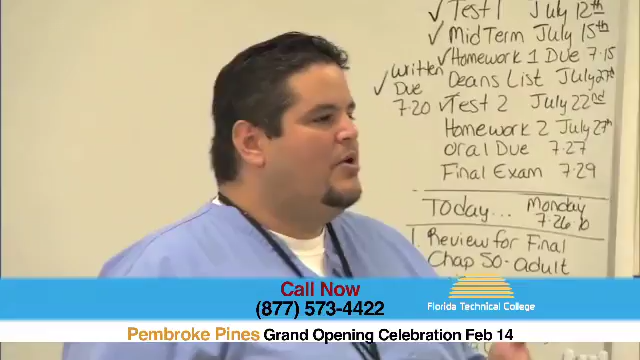 ✓ Test 1 July 12th
✓ MidTerm July 15th
✓ Homework 1 Due 7.15
✓ Written Due 7.20
Deans List July 27th
✓ Test 2 July 22nd
Homework 2 July 27th
Oral Due 7.27
Final Exam 7.29
Today... Monday 7.26.10
1. Review for Final
Chap 50-adult
Call Now
(877) 573-4422
Florida Technical College
Pembroke Pines Grand Opening Celebration Feb 14